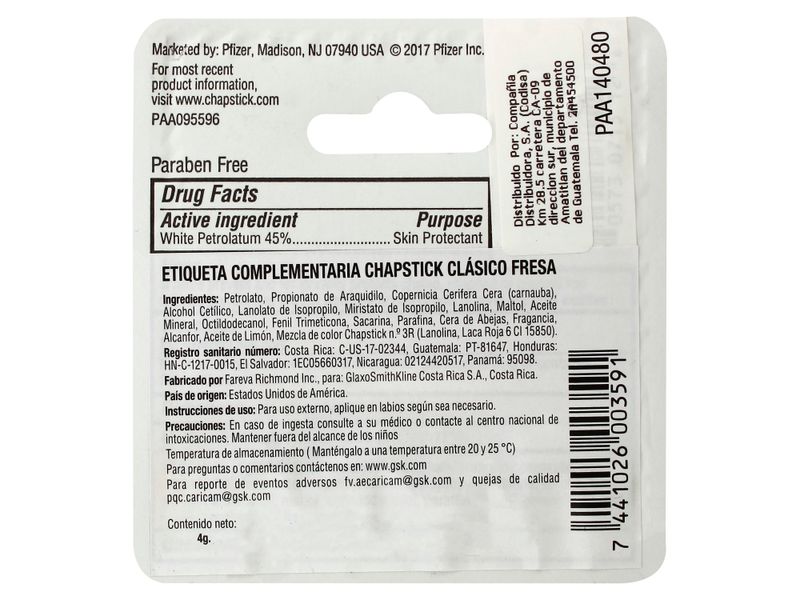 Marketed by: Pfizer, Madison, NJ 07940 USA © 2017 Pfizer Inc.
For most recent
product information,
visit www.chapstick.com
PAA095596
Paraben Free
Drug Facts
Active ingredient Purpose
White Petrolatum 45%............................ Skin Protectant
Distribuido Por: Compañia
Distribuidora, S.A. (Codisa)
Km 28.5 carretera CA-09
direccion sur, municipio de
Amatitlan del departamento
de Guatemala Tel.
PAA140480
ETIQUETA COMPLEMENTARIA CHAPSTICK CLÁSICO FRESA
Ingredientes: Petrolato, Propionato de Araquidilo, Copernicia Cerifera Cera (carnauba),
Alcohol Cetílico, Lanolato de Isopropilo, Miristato de Isopropilo, Lanolina, Maltol, Aceite
Mineral, Octildodecanol, Fenil Trimeticona, Sacarina, Parafina, Cera de Abejas, Fragancia,
Alcanfor, Aceite de Limón, Mezcla de color Chapstick n.º 3R (Lanolina, Laca Roja 6 CI 15850).
Registro sanitario número: Costa Rica: C-US-17-02344, Guatemala: PT-81647, Honduras:
HN-C-1217-0015, El Salvador: 1EC05660317, Nicaragua: 02124420517, Panamá: 95098.
Fabricado por Fareva Richmond Inc., para: GlaxoSmithKline Costa Rica S.A., Costa Rica.
País de origen: Estados Unidos de América.
Instrucciones de uso: Para uso externo, aplique en labios según sea necesario.
Precauciones: En caso de ingesta consulte a su médico o contacte al centro nacional de
intoxicaciones. Mantener fuera del alcance de los niños
Temperatura de almacenamiento ( Manténgalo a una temperatura entre 20 y 25 °C)
Para preguntas o comentarios contáctenos en: www.gsk.com
Para reporte de eventos adversos fv.aecaricam@gsk.com y quejas de calidad
pqc.caricam@gsk.com
Contenido neto:
4g.
7 441026 003591